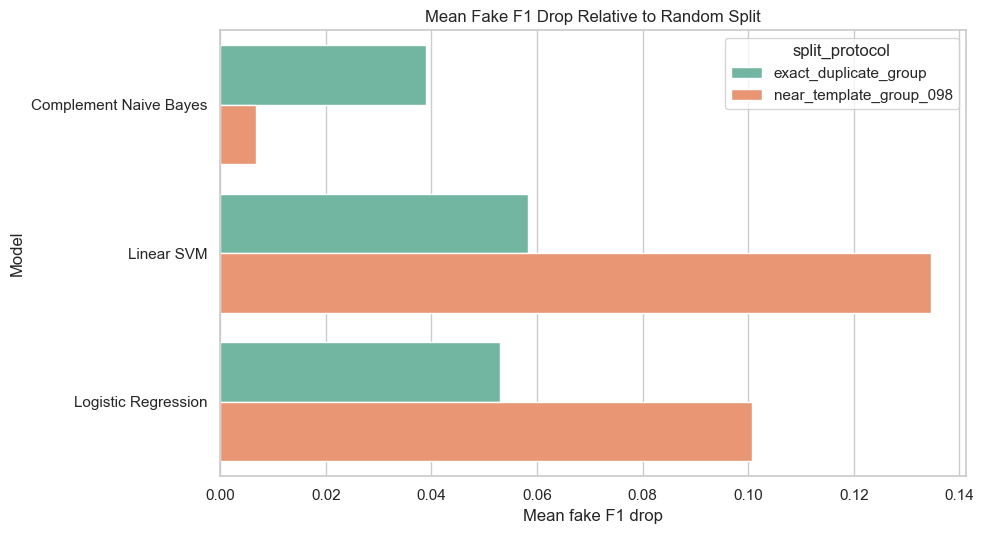 Mean Fake F1 Drop Relative to Random Split
split_protocol
exact_duplicate_group
near_template_group_098
Complement Naive Bayes
Linear SVM
Logistic Regression
Model
0.00 0.02 0.04 0.06 0.08 0.10 0.12 0.14
Mean fake F1 drop